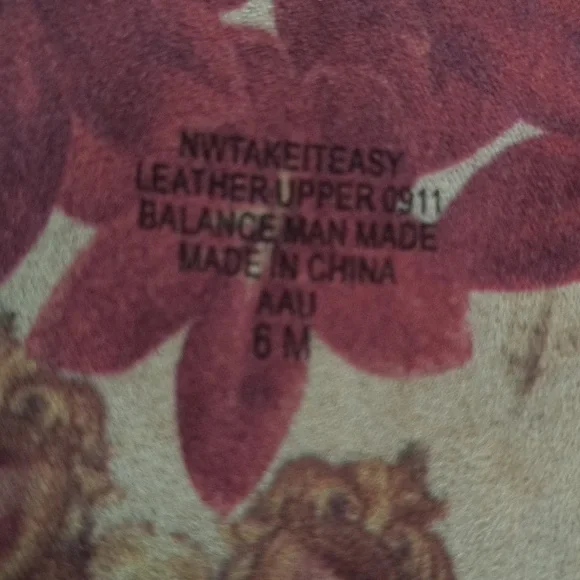 NWTAKEITEASY
LEATHER UPPER 0911
BALANCE MAN MADE
MADE IN CHINA
AAU
6 M